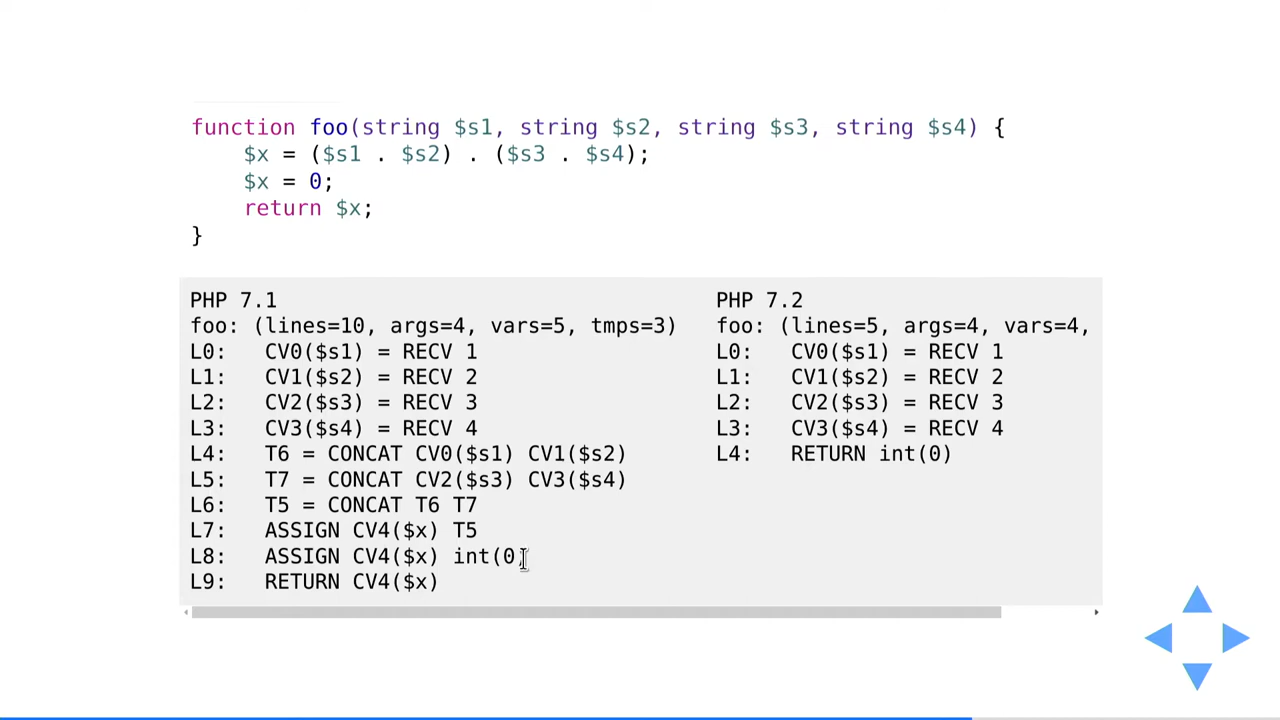 function foo(string $s1, string $s2, string $s3, string $s4) {
    $x = ($s1 . $s2) . ($s3 . $s4);
    $x = 0;
    return $x;
}
PHP 7.1
foo: (lines=10, args=4, vars=5, tmps=3)
L0:   CV0($s1) = RECV 1
L1:   CV1($s2) = RECV 2
L2:   CV2($s3) = RECV 3
L3:   CV3($s4) = RECV 4
L4:   T6 = CONCAT CV0($s1) CV1($s2)
L5:   T7 = CONCAT CV2($s3) CV3($s4)
L6:   T5 = CONCAT T6 T7
L7:   ASSIGN CV4($x) T5
L8:   ASSIGN CV4($x) int(0)
L9:   RETURN CV4($x)
PHP 7.2
foo: (lines=5, args=4, vars=4,
L0:   CV0($s1) = RECV 1
L1:   CV1($s2) = RECV 2
L2:   CV2($s3) = RECV 3
L3:   CV3($s4) = RECV 4
L4:   RETURN int(0)